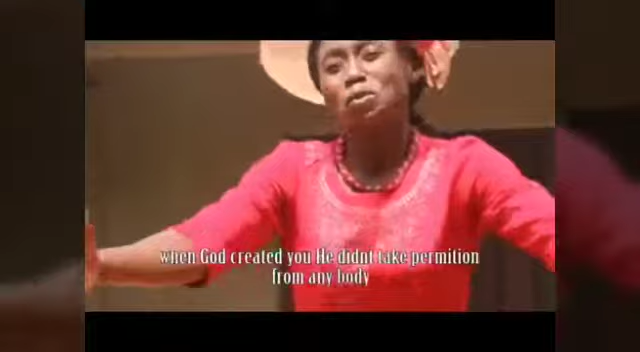 when God created you He didnt take permition
from any body